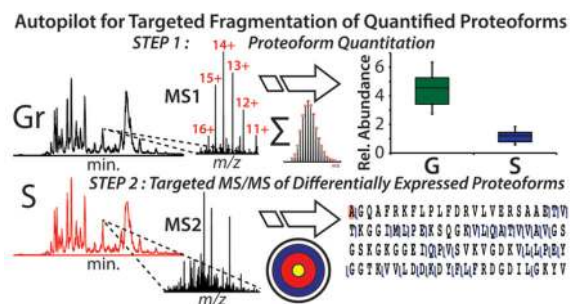 Autopilot for Targeted Fragmentation of Quantified Proteoforms
STEP 1 : Proteoform Quantitation
14+
13+
15+
12+
16+
11+
MS1
Gr
min.
m/z
Σ
Rel. Abundance
6
4
2
0
G
S
STEP 2 : Targeted MS/MS of Differentially Expressed Proteoforms
S
MS2
min.
m/z
AGQAFRKFLPLFDRVLVERSAAETV
TKGGIMLPEKSQGKVLQATVVAVGS
GSKGKGGEIQPVSVKVGDKVLLPEY
GGTKVVLDDKDYFLFRDGDILGKYV